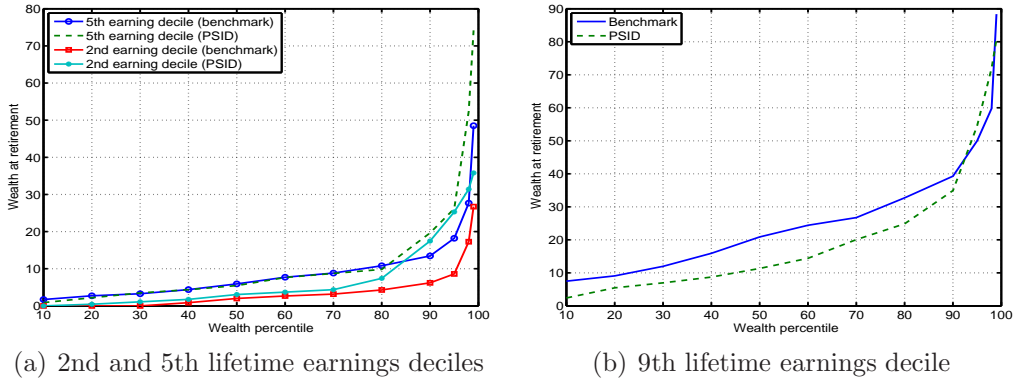 80
70
60
50
40
30
20
10
0
Wealth at retirement
5th earning decile (benchmark)
5th earning decile (PSID)
2nd earning decile (benchmark)
2nd earning decile (PSID)
10 20 30 40 50 60 70 80 90 100
Wealth percentile
(a) 2nd and 5th lifetime earnings deciles
90
80
70
60
50
40
30
20
10
0
Wealth at retirement
Benchmark
PSID
10 20 30 40 50 60 70 80 90 100
Wealth percentile
(b) 9th lifetime earnings decile